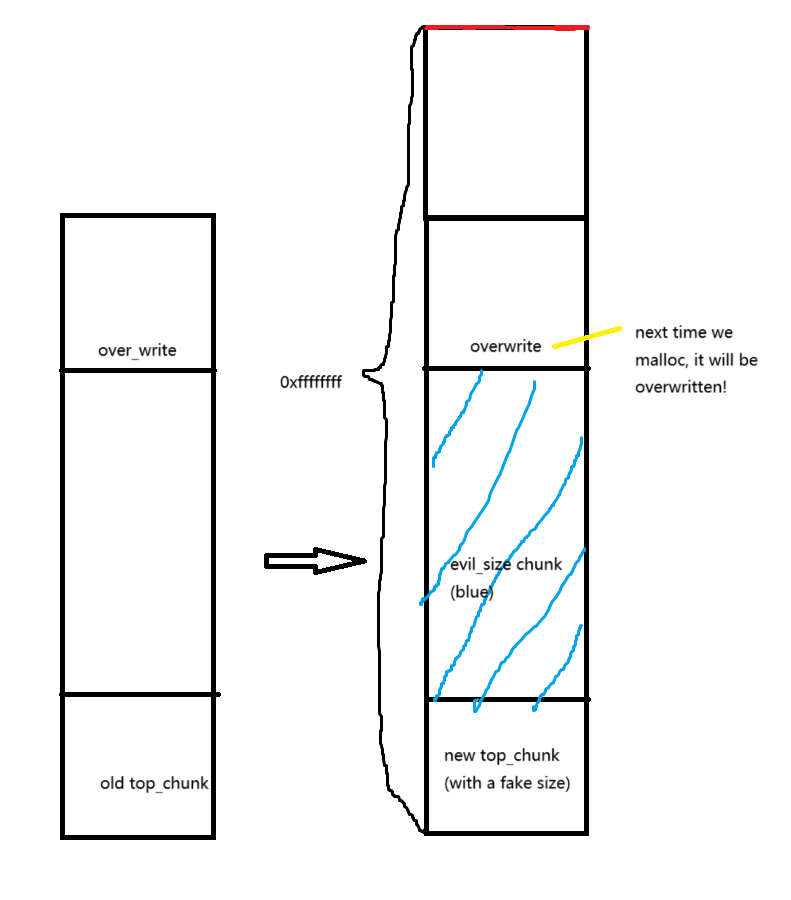 over_write
old top_chunk
0xffffffff
overwrite
next time we
malloc, it will be
overwritten!
evil_size chunk
(blue)
new top_chunk
(with a fake size)